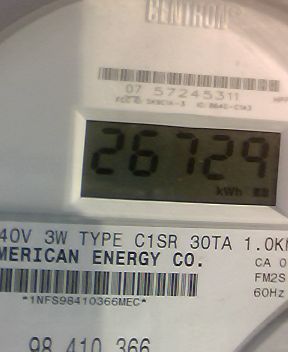 CENTRON®
07 57245311
26729
kWh
40V 3W TYPE C1SR 30TA 1.0K
MERICAN ENERGY CO.
CA 0
FM2S
60Hz
*1NFS98410366MEC*
98 410 366